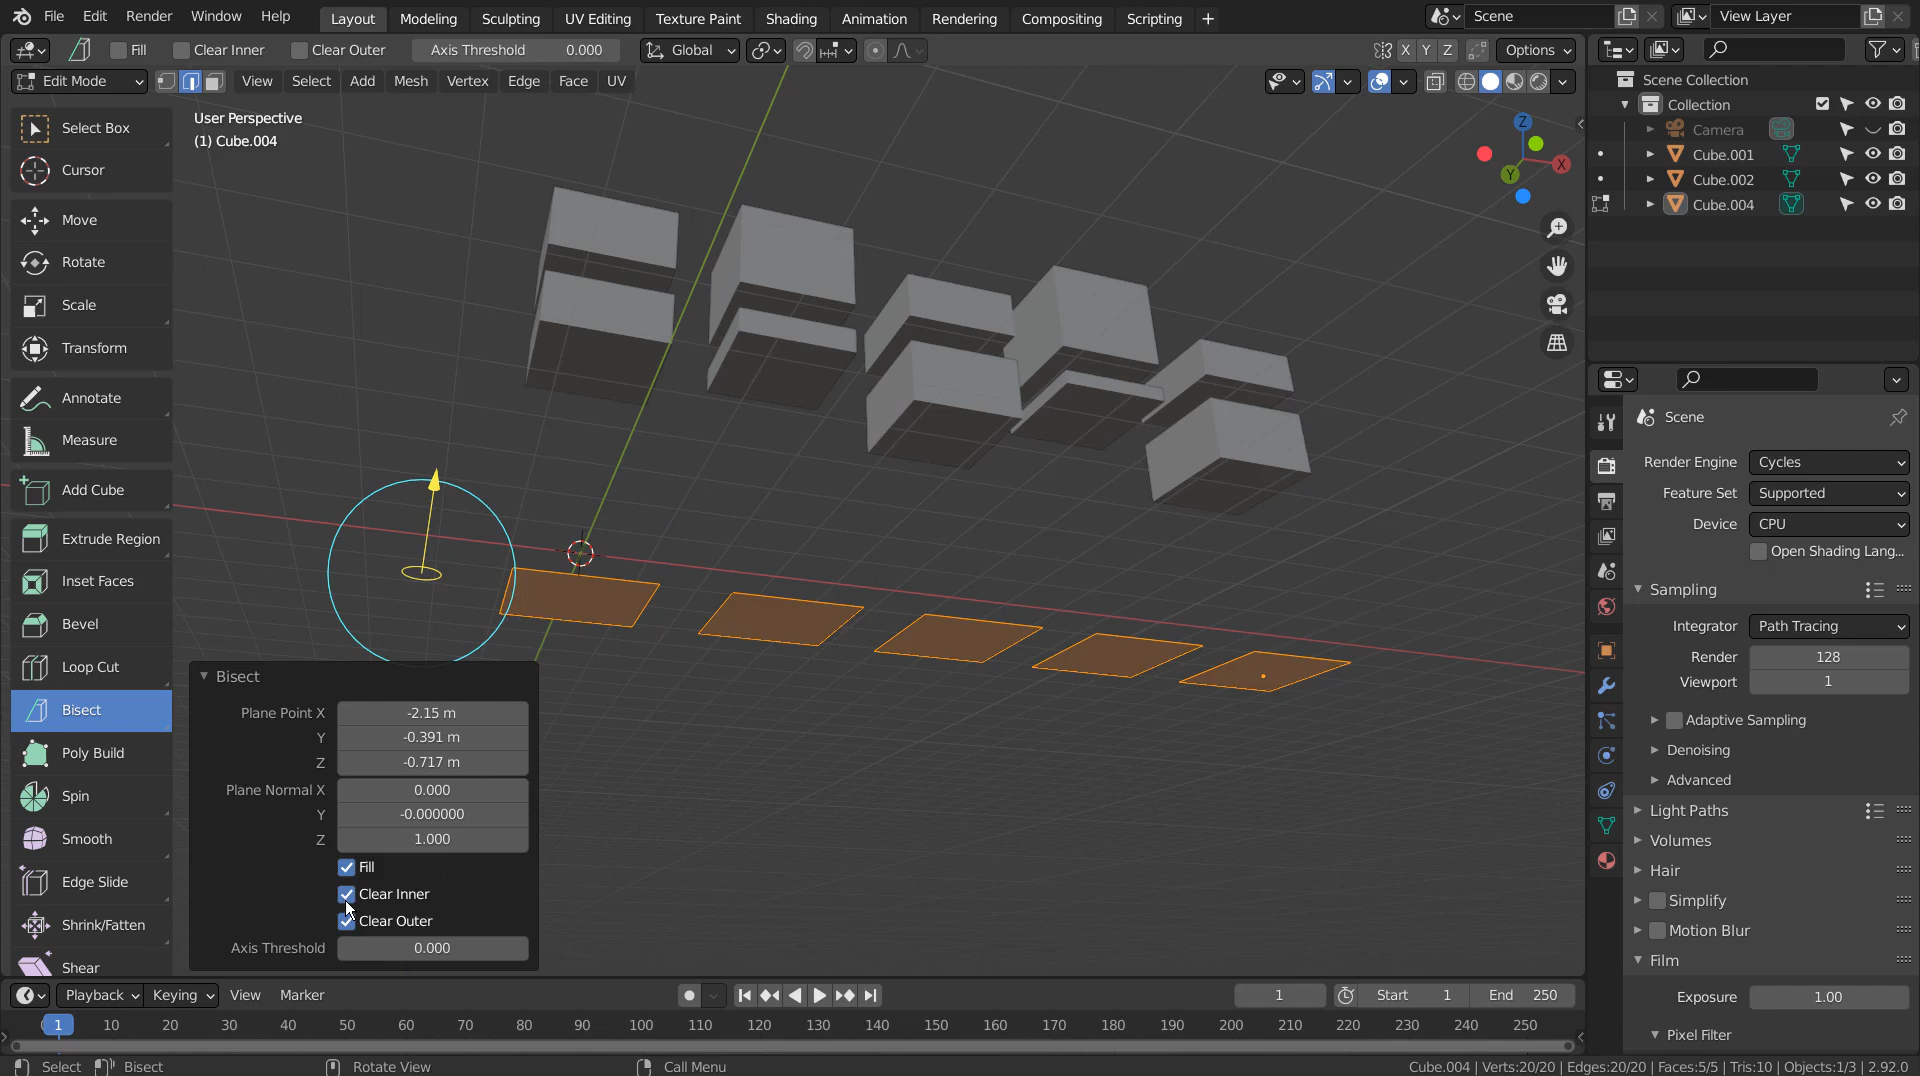 File Edit Render Window Help Layout Modeling Sculpting UV Editing Texture Paint Shading Animation Rendering Compositing Scripting + Scene View Layer
Fill Clear Inner Clear Outer Axis Threshold 0.000 Global X Y Z Options
Edit Mode View Select Add Mesh Vertex Edge Face UV
User Perspective
(1) Cube.004
Z
X
Y
Select Box
Cursor
Move
Rotate
Scale
Transform
Annotate
Measure
Add Cube
Extrude Region
Inset Faces
Bevel
Loop Cut
Bisect
Poly Build
Spin
Smooth
Edge Slide
Shrink/Fatten
Shear
Bisect
Plane Point X -2.15 m
Y -0.391 m
Z -0.717 m
Plane Normal X 0.000
Y -0.000000
Z 1.000
Fill
Clear Inner
Clear Outer
Axis Threshold 0.000
Scene Collection
Collection
Camera
Cube.001
Cube.002
Cube.004
Scene
Render Engine Cycles
Feature Set Supported
Device CPU
Open Shading Lang...
Sampling
Integrator Path Tracing
Render 128
Viewport 1
Adaptive Sampling
Denoising
Advanced
Light Paths
Volumes
Hair
Simplify
Motion Blur
Film
Exposure 1.00
Pixel Filter
Playback Keying View Marker 1 Start 1 End 250
1 10 20 30 40 50 60 70 80 90 100 110 120 130 140 150 160 170 180 190 200 210 220 230 240 250
Select Bisect Rotate View Call Menu Cube.004 | Verts:20/20 | Edges:20/20 | Faces:5/5 | Tris:10 | Objects:1/3 | 2.92.0